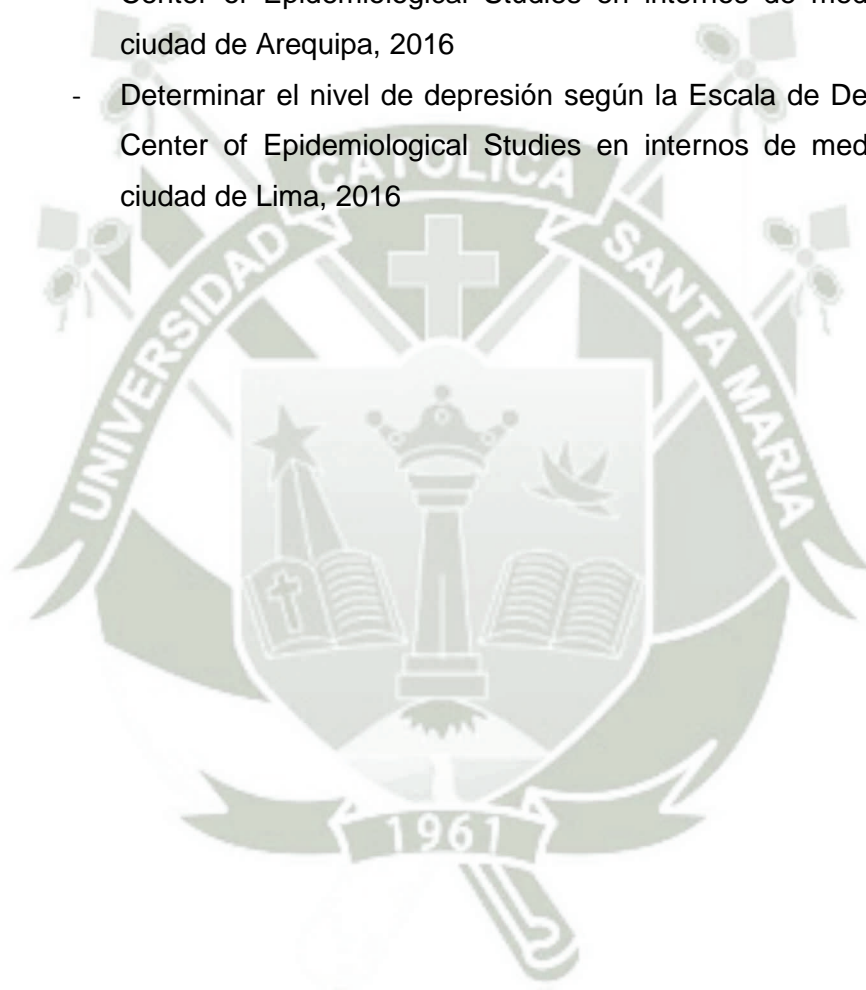 Center of Epidemiological Studies en internos de med
ciudad de Arequipa, 2016
- Determinar el nivel de depresión según la Escala de De
Center of Epidemiological Studies en internos de med
ciudad de Lima, 2016
UNIVERSIDAD CATOLICA SANTA MARIA
1961